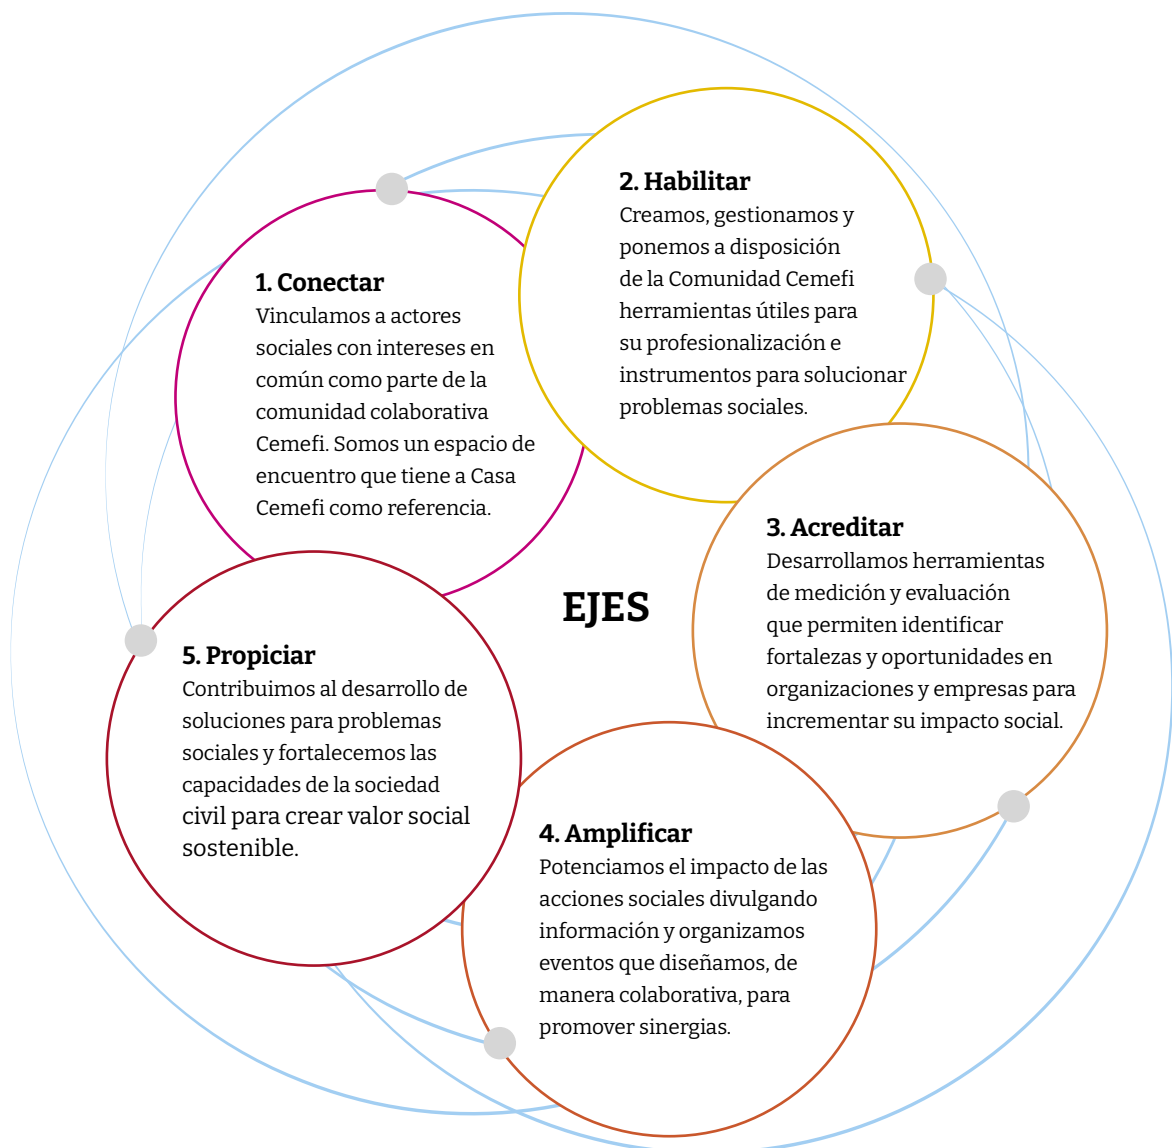 1. Conectar
Vinculamos a actores
sociales con intereses en
común como parte de la
comunidad colaborativa
Cemefi. Somos un espacio de
encuentro que tiene a Casa
Cemefi como referencia.
2. Habilitar
Creamos, gestionamos y
ponemos a disposición
de la Comunidad Cemefi
herramientas útiles para
su profesionalización e
instrumentos para solucionar
problemas sociales.
3. Acreditar
Desarrollamos herramientas
de medición y evaluación
que permiten identificar
fortalezas y oportunidades en
organizaciones y empresas para
incrementar su impacto social.
EJES
4. Amplificar
Potenciamos el impacto de las
acciones sociales divulgando
información y organizamos
eventos que diseñamos, de
manera colaborativa, para
promover sinergias.
5. Propiciar
Contribuimos al desarrollo de
soluciones para problemas
sociales y fortalecemos las
capacidades de la sociedad
civil para crear valor social
sostenible.